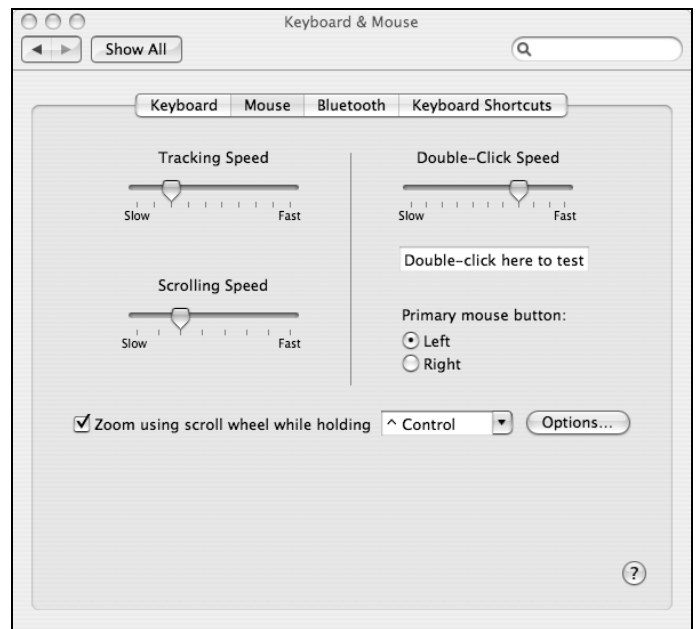 Keyboard & Mouse
Show All
Keyboard Mouse Bluetooth Keyboard Shortcuts
Tracking Speed
Slow Fast
Double-Click Speed
Slow Fast
Double-click here to test
Scrolling Speed
Slow Fast
Primary mouse button:
Left
Right
Zoom using scroll wheel while holding ^ Control Options...
?